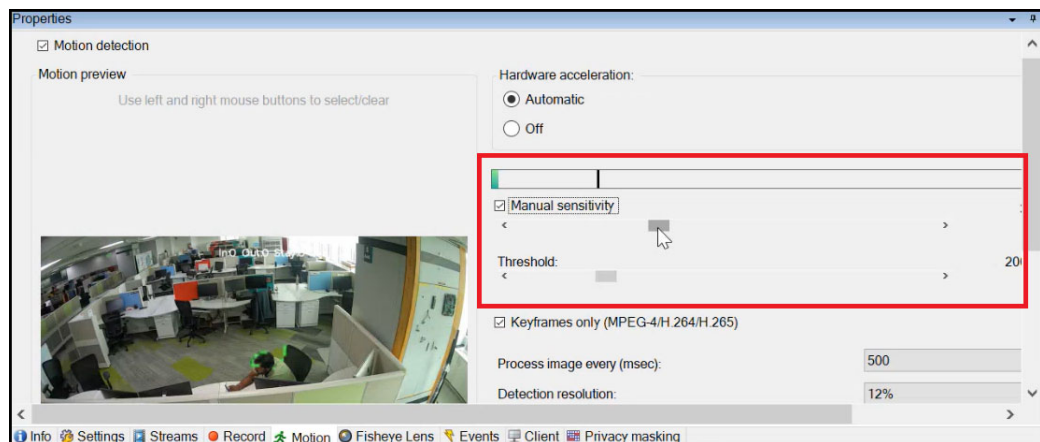 Properties
Motion detection
Motion preview
Use left and right mouse buttons to select/clear
Hardware acceleration:
Automatic
Off
Manual sensitivity
Threshold:
Keyframes only (MPEG-4/H.264/H.265)
Process image every (msec):
500
Detection resolution:
12%
Info Settings Streams Record Motion Fisheye Lens Events Client Privacy masking